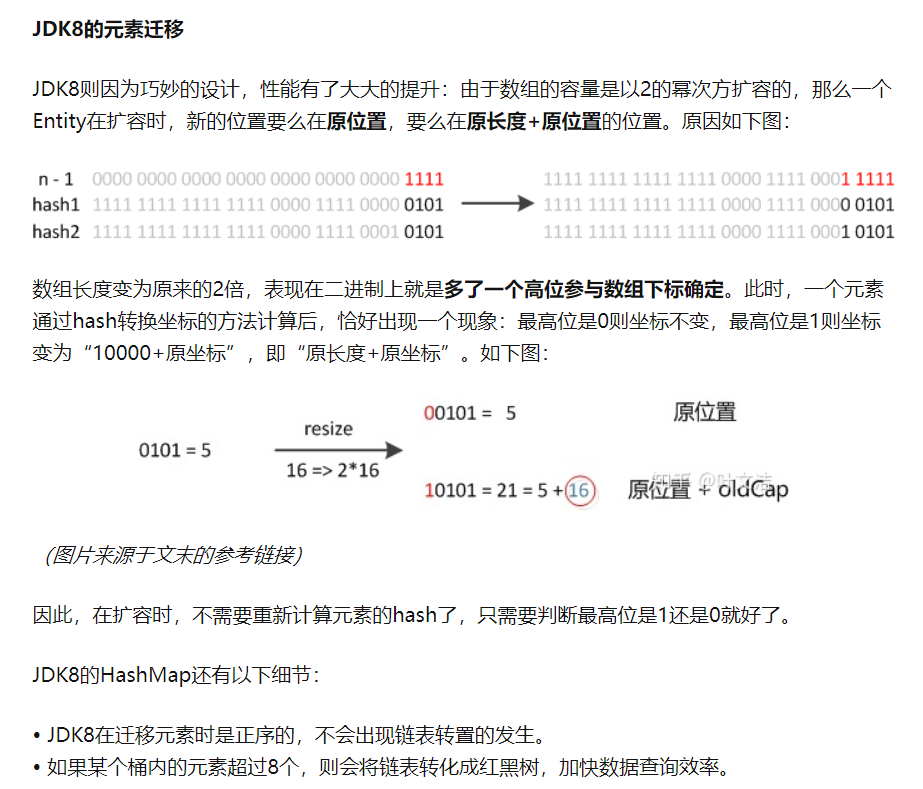 JDK8的元素迁移
JDK8则因为巧妙的设计，性能有了大大的提升：由于数组的容量是以2的幂次方扩容的，那么一个
Entity在扩容时，新的位置要么在原位置，要么在原长度+原位置的位置。原因如下图：
n - 1 0000 0000 0000 0000 0000 0000 0000 1111 1111 1111 1111 1111 0000 1111 0001 1111
hash1 1111 1111 1111 1111 0000 1111 0000 0101 1111 1111 1111 1111 0000 1111 0000 0101
hash2 1111 1111 1111 1111 0000 1111 0001 0101 1111 1111 1111 1111 0000 1111 0001 0101
数组长度变为原来的2倍，表现在二进制上就是多了一个高位参与数组下标确定。此时，一个元素
通过hash转换坐标的方法计算后，恰好出现一个现象：最高位是0则坐标不变，最高位是1则坐标
变为“10000+原坐标”，即“原长度+原坐标”。如下图：
0101 = 5
resize
16 => 2*16
00101 = 5 原位置
10101 = 21 = 5 + 16 原位置 + oldCap
知乎 @叶文洁
（图片来源于文末的参考链接）
因此，在扩容时，不需要重新计算元素的hash了，只需要判断最高位是1还是0就好了。
JDK8的HashMap还有以下细节：
• JDK8在迁移元素时是正序的，不会出现链表转置的发生。
• 如果某个桶内的元素超过8个，则会将链表转化成红黑树，加快数据查询效率。